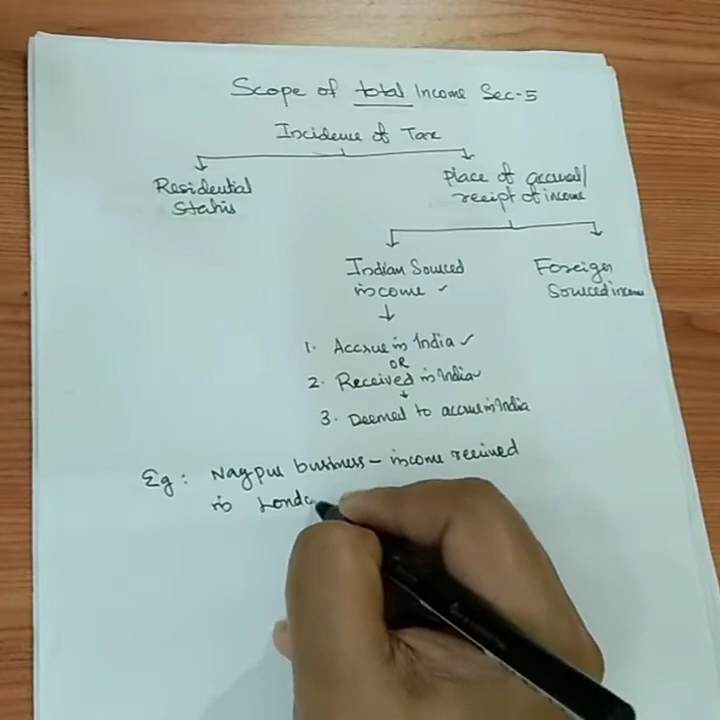 Scope of total Income Sec-5
Incidence of Tax
Residential
Status
Place of accrual/
receipt of income
Indian Sourced
income ✓
Foreign
Sourced income
1. Accrue in India ✓
OR
2. Received in India ✓
3. Deemed to accrue in India
Eg: Nagpur business - income received
in Londo